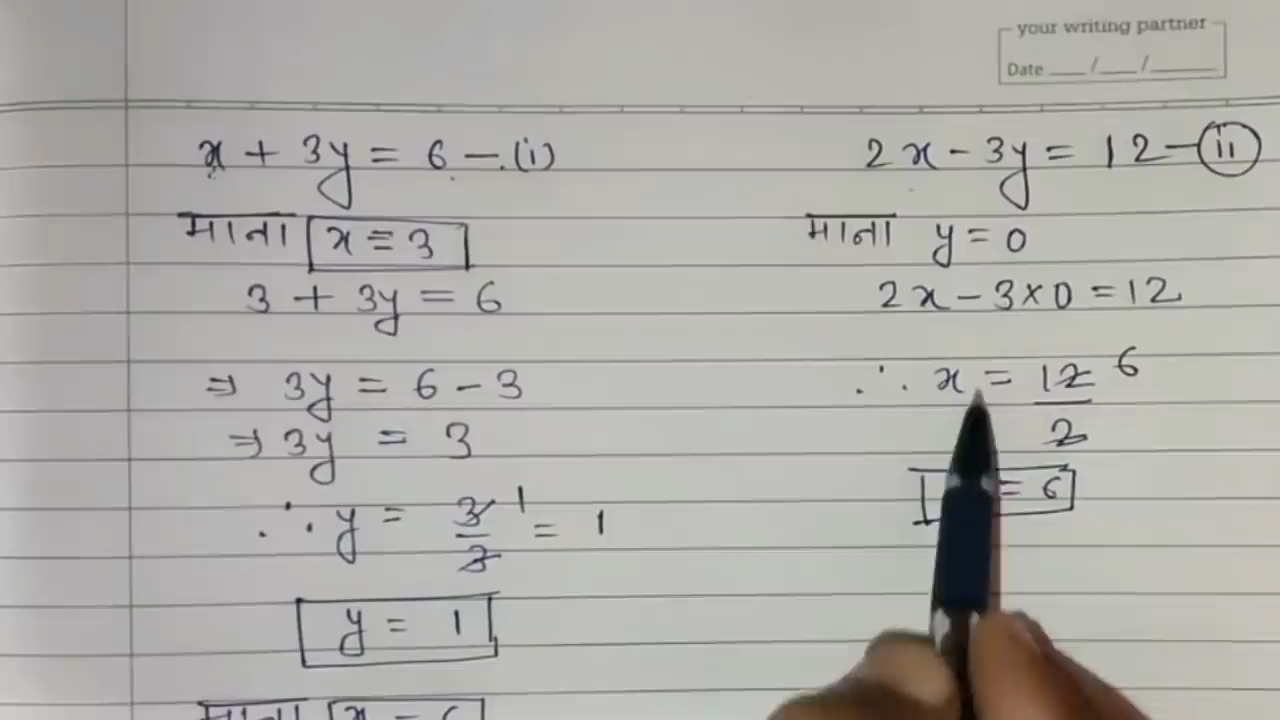 your writing partner
Date ___/___/______
x + 3y = 6 — (i)
माना x = 3
3 + 3y = 6
⇒ 3y = 6 - 3
⇒ 3y = 3
∴ y = 3/3 1 = 1
y = 1
माना x =
2x - 3y = 12 — ii
माना y = 0
2x - 3×0 = 12
∴ x = 12/2 6
= 6